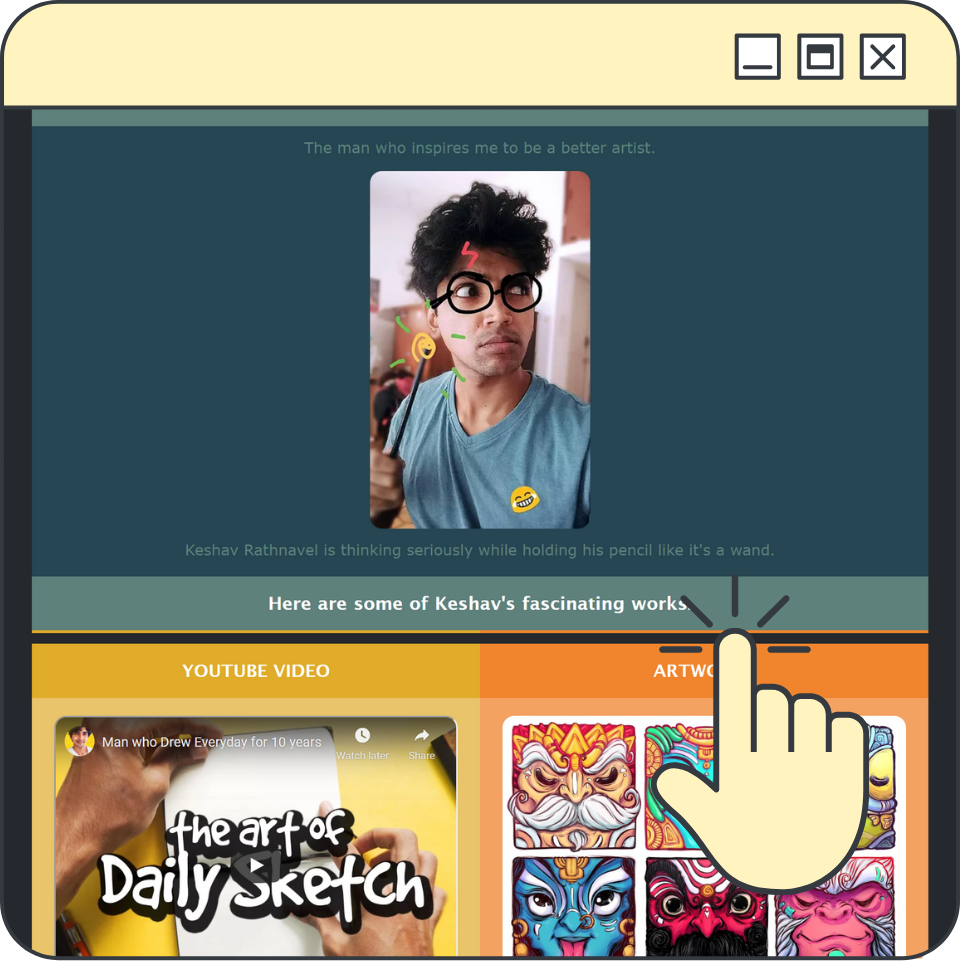 The man who inspires me to be a better artist.
Keshav Rathnavel is thinking seriously while holding his pencil like it's a wand.
Here are some of Keshav's fascinating works.
YOUTUBE VIDEO
Man who Drew Everyday for 10 years
Watch later
Share
the art of
Daily Sketch